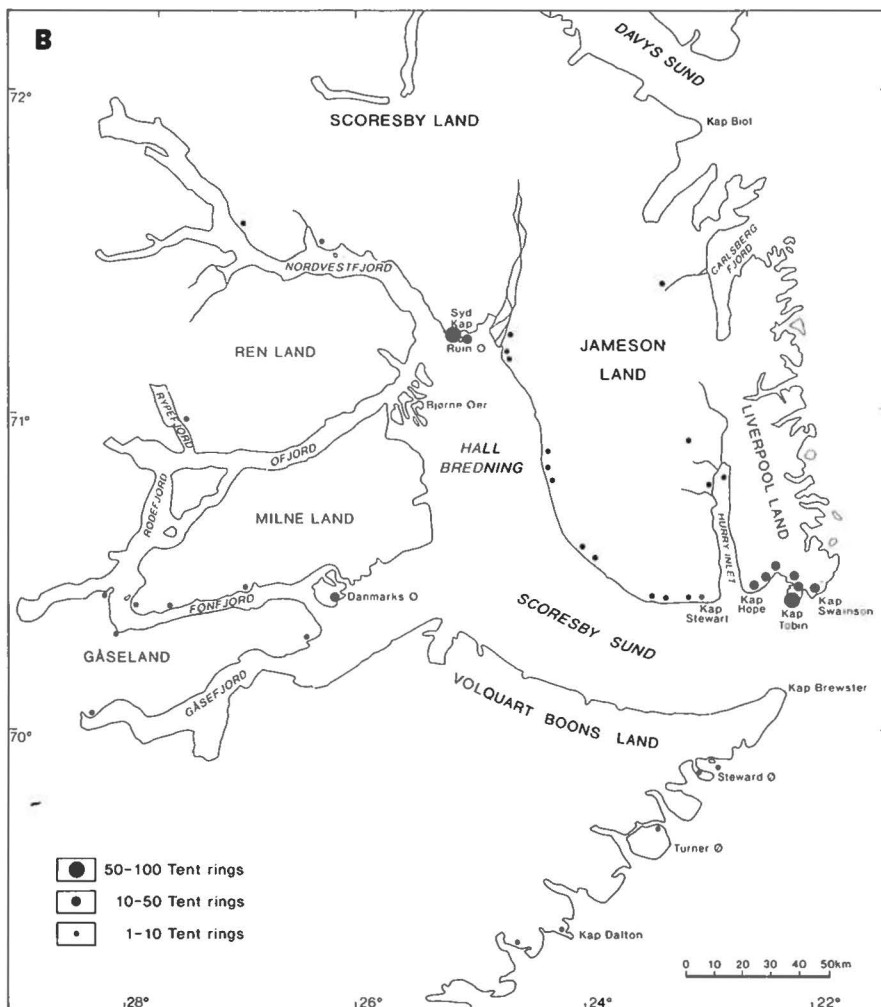 B
DAVYS SUND
72°
SCORESBY LAND
Kap Biot
CARLSBERG
FJORD
NORDVESTFJORD
Syd
Kap
Ruin O
REN LAND
JAMESON
LAND
RYPEFJORD
71°
Bjørne Øer
LIVERPOOL LAND
OFJORD
HALL
BREDNING
RODEFJORD
MILNE LAND
HURRY INLET
FONFJORD
Danmarks O
Kap
Stewart
Kap
Hope
Kap
Tobin
Kap
Swainson
SCORESBY
SUND
GÅSELAND
GÅSEFJORD
Kap Brewster
VOLQUART BOONS LAND
70°
Steward Ø
50-100 Tent rings
Turner Ø
10-50 Tent rings
1-10 Tent rings
Kap Dalton
0 10 20 30 40 50km
28°
26°
24°
22°